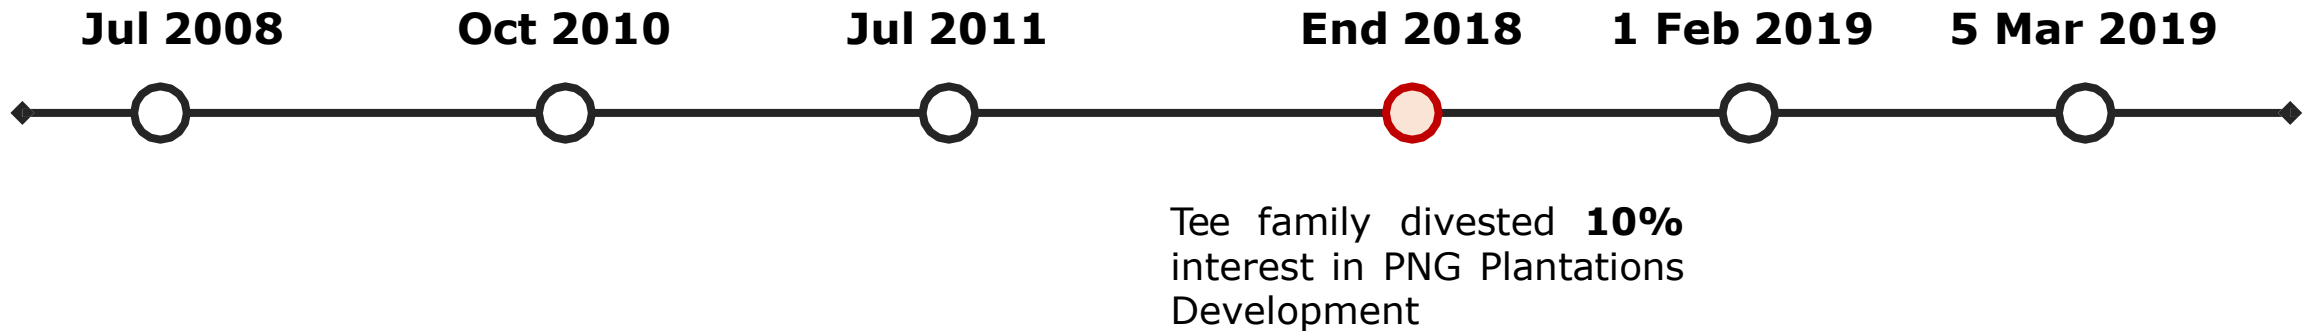 Jul 2008 Oct 2010 Jul 2011 End 2018 1 Feb 2019 5 Mar 2019
Tee family divested 10%
interest in PNG Plantations
Development